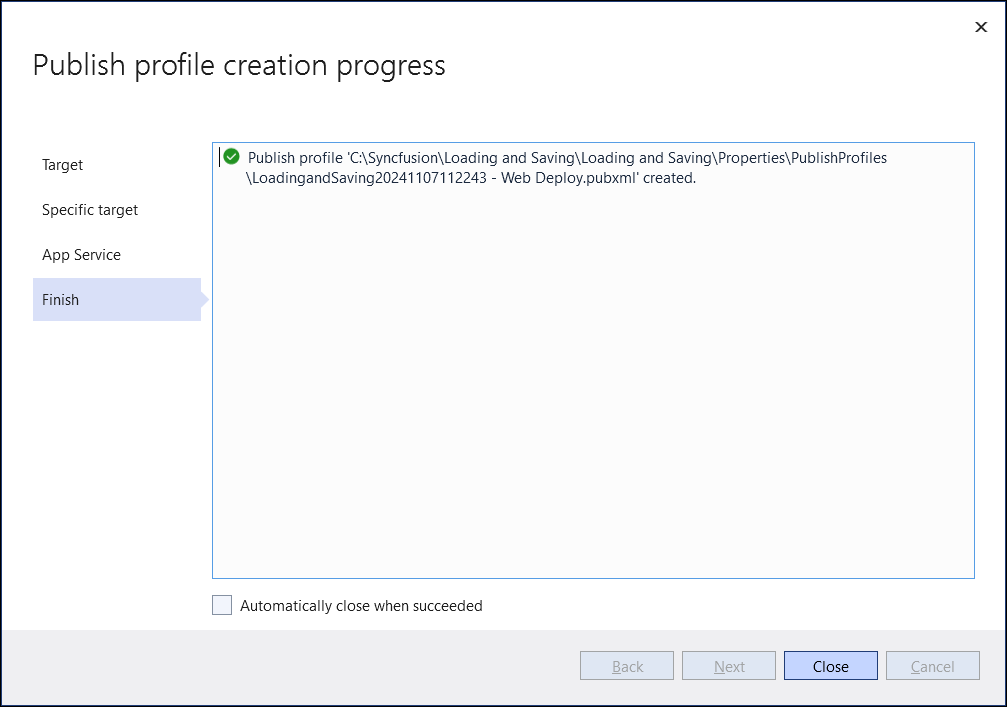 Publish profile creation progress
Target
Specific target
App Service
Finish
Publish profile 'C:\Syncfusion\Loading and Saving\Loading and Saving\Properties\PublishProfiles
\LoadingandSaving20241107112243 - Web Deploy.pubxml' created.
Automatically close when succeeded
Back
Next
Close
Cancel